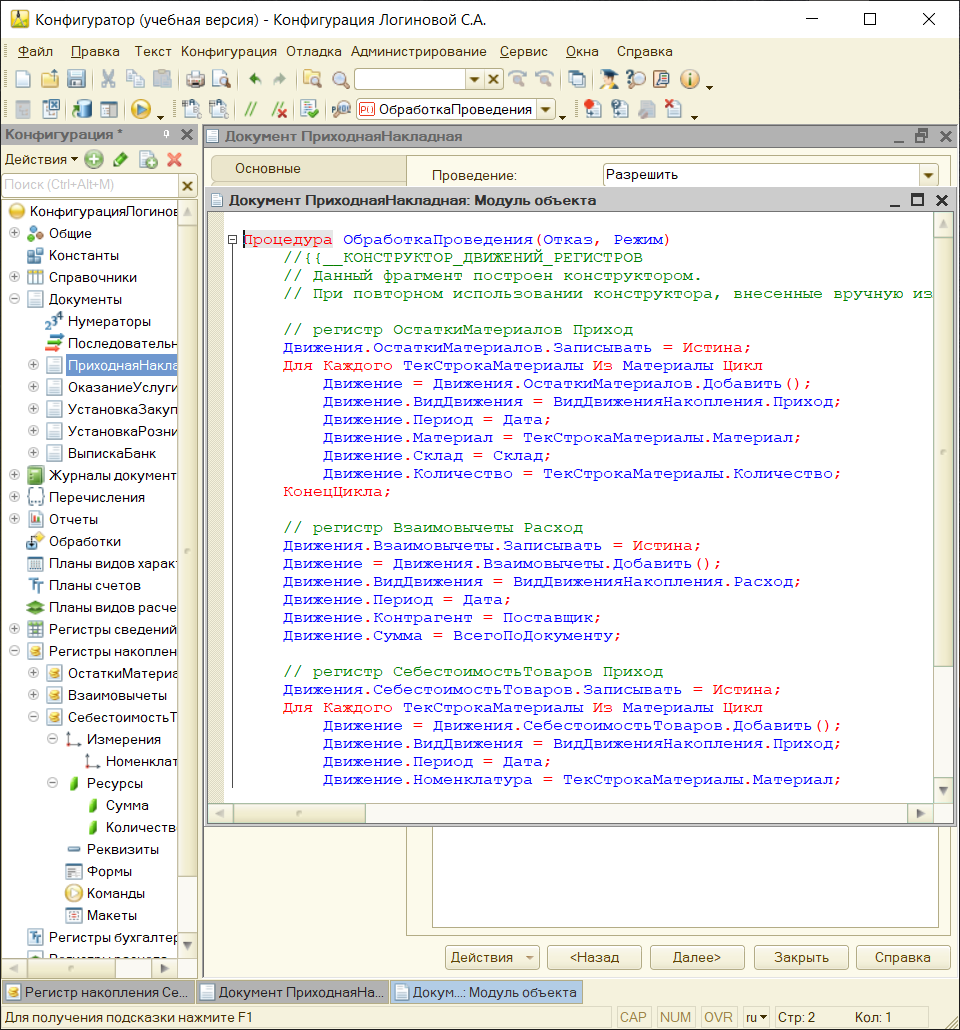 Конфигуратор (учебная версия) - Конфигурация Логиновой С.А.
Файл Правка Текст Конфигурация Отладка Администрирование Сервис Окна Справка
ОбработкаПроведения
Конфигурация *
Действия
Поиск (Ctrl+Alt+M)
КонфигурацияЛогинов
Общие
Константы
Справочники
Документы
Нумераторы
Последователь
ПриходнаяНакла
ОказаниеУслуги
УстановкаЗакуп
УстановкаРозни
ВыпискаБанк
Журналы документ
Перечисления
Отчеты
Обработки
Планы видов харак
Планы счетов
Планы видов расче
Регистры сведений
Регистры накоплен
ОстаткиМатериа
Взаимовычеты
СебестоимостьТ
Измерения
Номенклат
Ресурсы
Сумма
Количеств
Реквизиты
Формы
Команды
Макеты
Регистры бухгалтер
Документ ПриходнаяНакладная
Основные
Проведение:
Разрешить
Документ ПриходнаяНакладная: Модуль объекта
Процедура ОбработкаПроведения(Отказ, Режим)
//{{__КОНСТРУКТОР_ДВИЖЕНИЙ_РЕГИСТРОВ
// Данный фрагмент построен конструктором.
// При повторном использовании конструктора, внесенные вручную из
// регистр ОстаткиМатериалов Приход
Движения.ОстаткиМатериалов.Записывать = Истина;
Для Каждого ТекСтрокаМатериалы Из Материалы Цикл
Движение = Движения.ОстаткиМатериалов.Добавить();
Движение.ВидДвижения = ВидДвиженияНакопления.Приход;
Движение.Период = Дата;
Движение.Материал = ТекСтрокаМатериалы.Материал;
Движение.Склад = Склад;
Движение.Количество = ТекСтрокаМатериалы.Количество;
КонецЦикла;
// регистр Взаимовычеты Расход
Движения.Взаимовычеты.Записывать = Истина;
Движение = Движения.Взаимовычеты.Добавить();
Движение.ВидДвижения = ВидДвиженияНакопления.Расход;
Движение.Период = Дата;
Движение.Контрагент = Поставщик;
Движение.Сумма = ВсегоПоДокументу;
// регистр СебестоимостьТоваров Приход
Движения.СебестоимостьТоваров.Записывать = Истина;
Для Каждого ТекСтрокаМатериалы Из Материалы Цикл
Движение = Движения.СебестоимостьТоваров.Добавить();
Движение.ВидДвижения = ВидДвиженияНакопления.Приход;
Движение.Период = Дата;
Движение.Номенклатура = ТекСтрокаМатериалы.Материал;
Действия <Назад Далее> Закрыть Справка
Регистр накопления Се... Документ ПриходнаяНа... Докум...: Модуль объекта
Для получения подсказки нажмите F1 CAP NUM OVR ru Стр: 2 Кол: 1